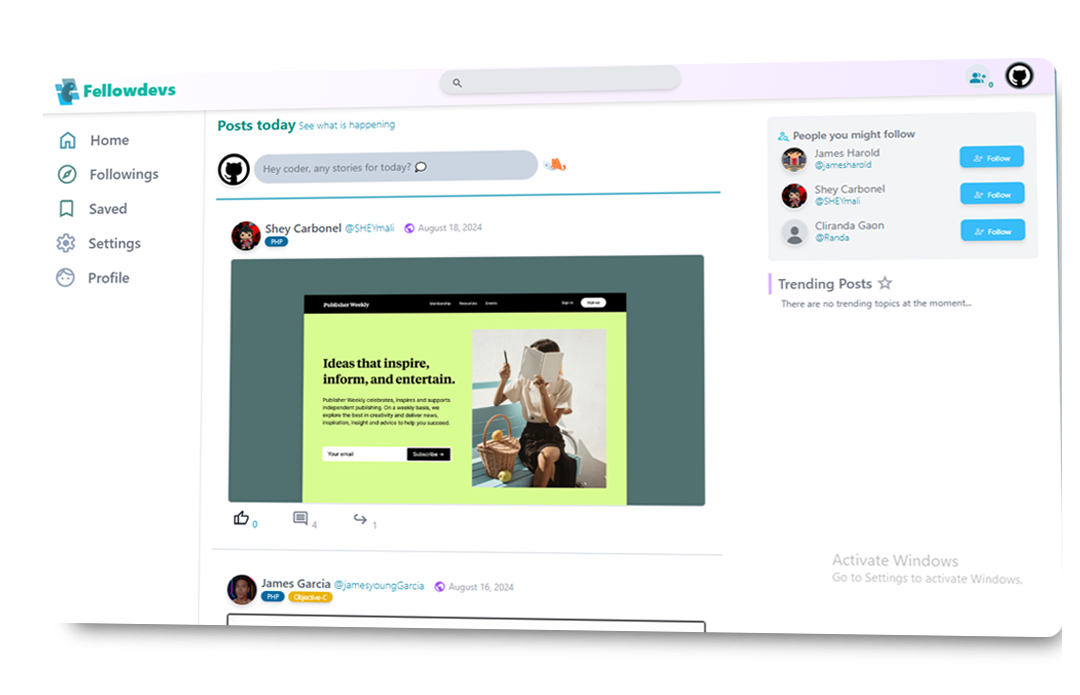 Fellowdevs
0
Home
Followings
Saved
Settings
Profile
Posts today See what is happening
Hey coder, any stories for today?
Shey Carbonel @SHEYmali August 18, 2024
PHP
Publisher Weekly Membership Resources Events Sign in Sign up
Ideas that inspire,
inform, and entertain.
Publisher Weekly celebrates, inspires and supports
independent publishing. On a weekly basis, we
explore the best in creativity and deliver news,
inspiration, insight and advice to help you succeed.
Your email Subscribe →
0 4 1
James Garcia @jamesyoungGarcia August 16, 2024
PHP Objective-C
People you might follow
James Harold
@jamesharold
Follow
Shey Carbonel
@SHEYmali
Follow
Cliranda Gaon
@Randa
Follow
Trending Posts
There are no trending topics at the moment...
Activate Windows
Go to Settings to activate Windows.